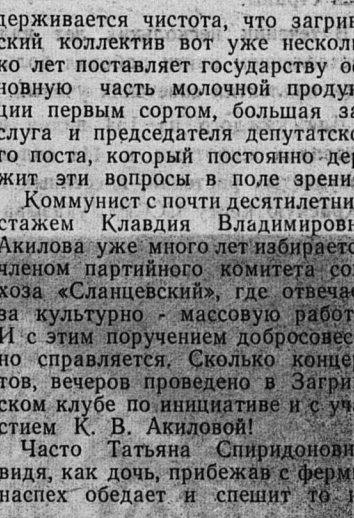 держивается чистота, что загрив
ский коллектив вот уже несколь
ко лет поставляет государству ос
новную часть молочной продук
ции первым сортом, большая за
слуга и председателя депутатско
го поста, который постоянно дер
жит эти вопросы в поле зрени
Коммунист с почти десятилетни
стажем Клавдия Владимировн
Акилова уже много лет избирает
членом партийного комитета сов
хоза «Сланцевский», где отвечае
за культурно - массовую работ
И с этим поручением добросовес
но справляется. Сколько конце
тов, вечеров проведено в Загри
ском клубе по инициативе и с уча
стием К. В. Акиловой!
Часто Татьяна Спиридонови
видя, как дочь, прибежав с ферм
наспех обедает и спешит то